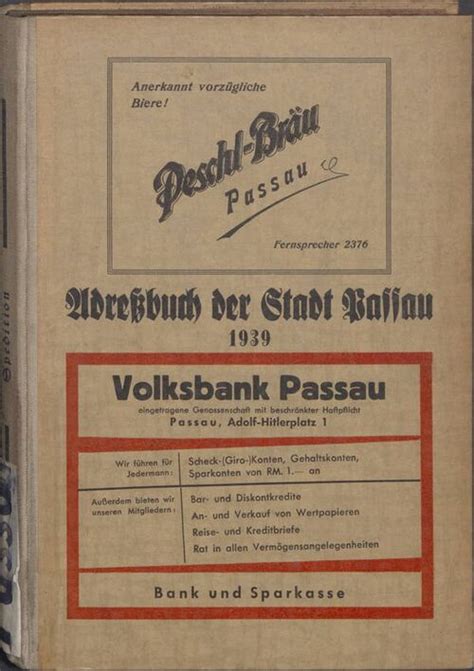 Anerkannt vorzügliche
Biere!
Peschl-Bräu
Passau
Fernsprecher 2376
Adreßbuch der Stadt Passau
1939
Volksbank Passau
eingetragene Genossenschaft mit beschränkter Haftpflicht
Passau, Adolf-Hitlerplatz 1
Wir führen für
Jedermann:
Scheck-(Giro-)Konten, Gehaltskonten,
Sparkonten von RM. 1.— an
Außerdem bieten wir
unseren Mitgliedern:
Bar- und Diskontkredite
An- und Verkauf von Wertpapieren
Reise- und Kreditbriefe
Rat in allen Vermögensangelegenheiten
Bank und Sparkasse
Spedition